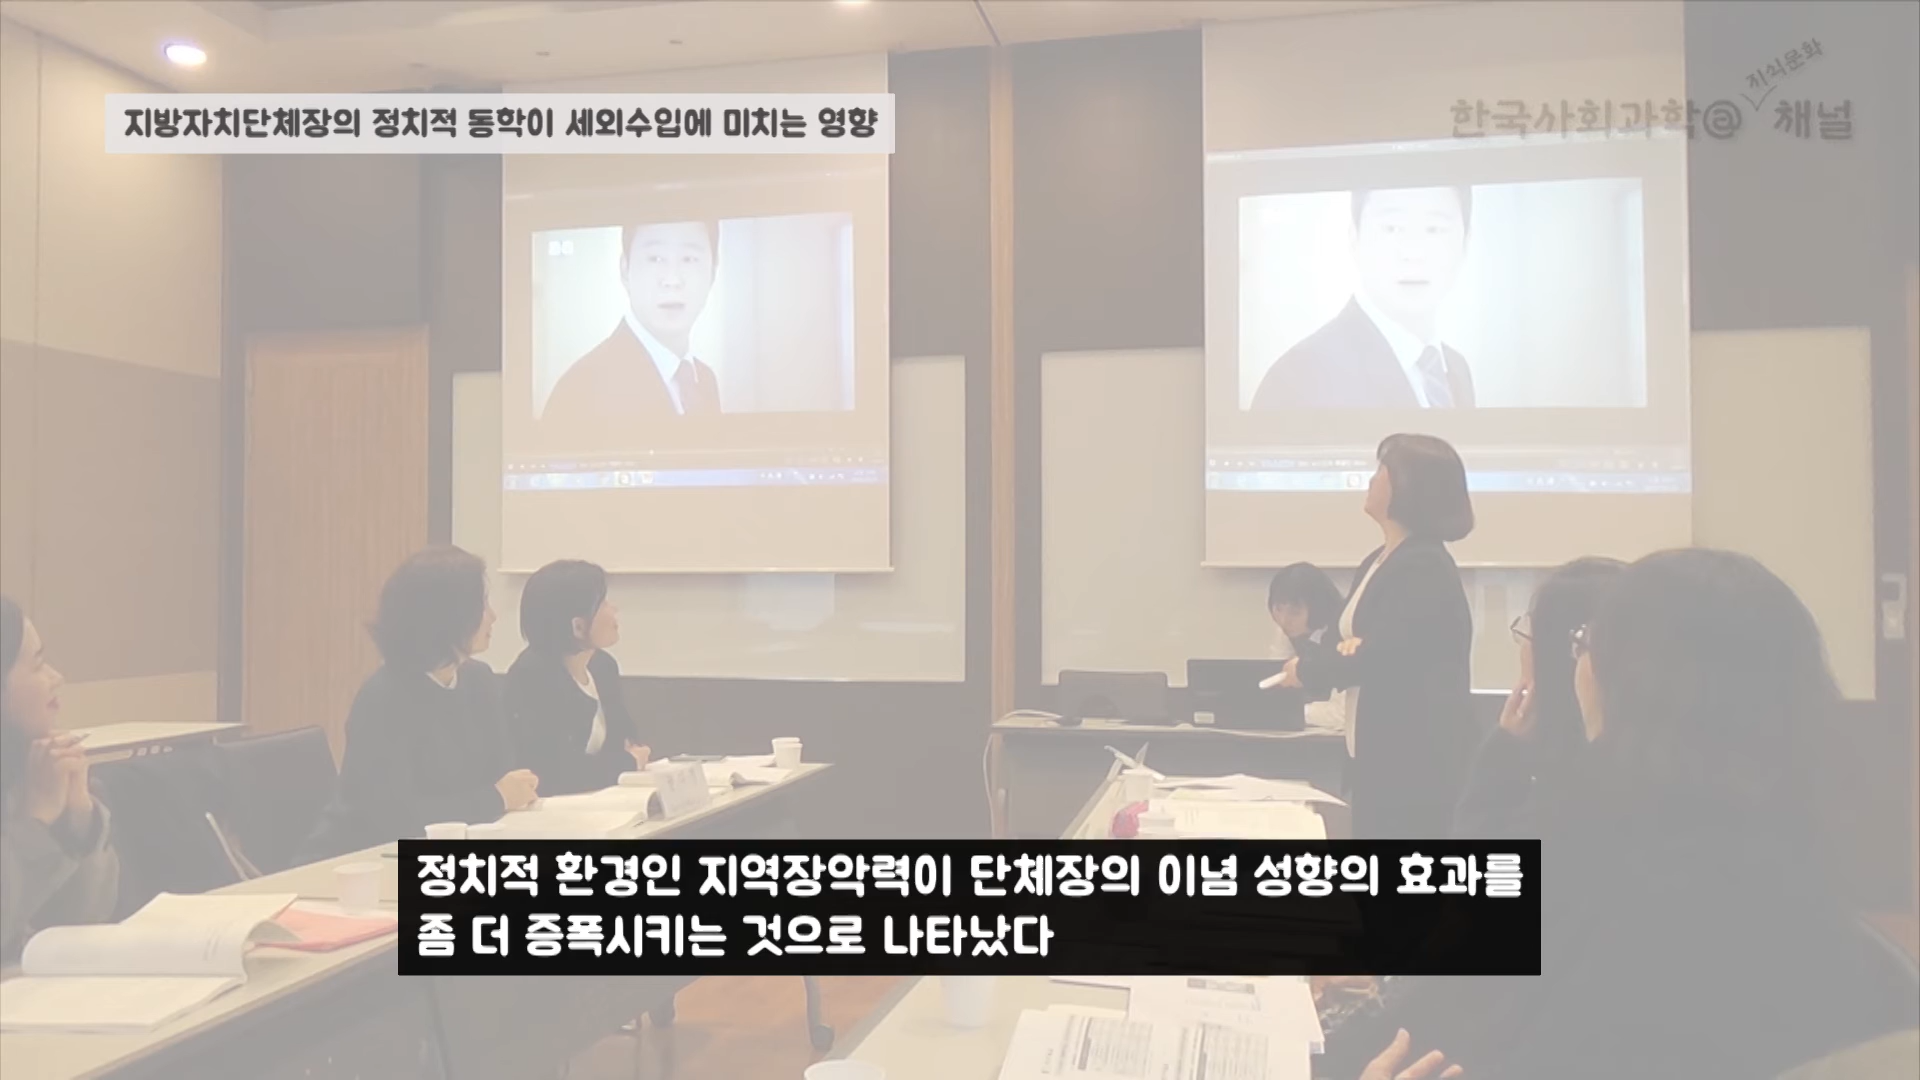 지방자치단체장의 정치적 동학이 세외수입에 미치는 영향
지식문화
한국사회과학@ 채널
정치적 환경인 지역장악력이 단체장의 이념 성향의 효과를
좀 더 증폭시키는 것으로 나타났다